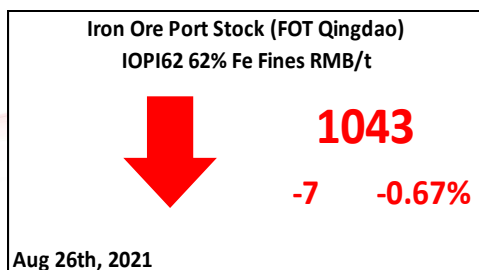 Iron Ore Port Stock (FOT Qingdao)
IOPI62 62% Fe Fines RMB/t
1043
-7 -0.67%
Aug 26th, 2021